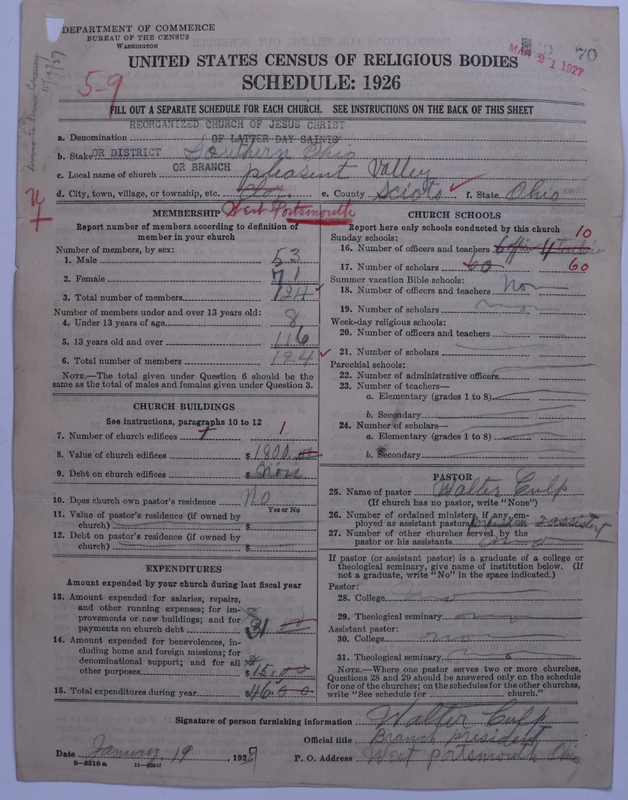 DEPARTMENT OF COMMERCE
BUREAU OF THE CENSUS
WASHINGTON
MAR 21 1927
70
UNITED STATES CENSUS OF RELIGIOUS BODIES
SCHEDULE: 1926
5-9
FILL OUT A SEPARATE SCHEDULE FOR EACH CHURCH. SEE INSTRUCTIONS ON THE BACK OF THIS SHEET
REORGANIZED CHURCH OF JESUS CHRIST
a. Denomination OF LATTER DAY SAINTS
b. Stake OR DISTRICT Southern Ohio
c. Local name of church OR BRANCH Pleasent Valley
d. City, town, village, or township, etc. e. County Scioto f. State Ohio
West Portsmouth
MEMBERSHIP
Report number of members according to definition of member in your church
Number of members, by sex:
1. Male 53
2. Female 71
3. Total number of members 124
Number of members under and over 13 years old:
4. Under 13 years of age 8
5. 13 years old and over 116
6. Total number of members 124
NOTE.—The total given under Question 6 should be the same as the total of males and females given under Question 3.
CHURCH BUILDINGS
See instructions, paragraphs 10 to 12
7. Number of church edifices 1
8. Value of church edifices $1800.00
9. Debt on church edifices $
10. Does church own pastor's residence No
Yes or No
11. Value of pastor's residence (if owned by church) $
12. Debt on pastor's residence (if owned by church) $
EXPENDITURES
Amount expended by your church during last fiscal year
13. Amount expended for salaries, repairs, and other running expenses; for improvements or new buildings; and for payments on church debt $31
14. Amount expended for benevolences, including home and foreign missions; for denominational support; and for all other purposes $15.00
15. Total expenditures during year $46.00
CHURCH SCHOOLS
Report here only schools conducted by this church
Sunday schools:
16. Number of officers and teachers 10
17. Number of scholars 60 60
Summer vacation Bible schools:
18. Number of officers and teachers
19. Number of scholars
Week-day religious schools:
20. Number of officers and teachers
21. Number of scholars
Parochial schools:
22. Number of administrative officers
23. Number of teachers—
a. Elementary (grades 1 to 8)
b. Secondary
24. Number of scholars—
a. Elementary (grades 1 to 8)
b. Secondary
PASTOR
25. Name of pastor Walter Culp
(If church has no pastor, write "None")
26. Number of ordained ministers, if any, employed as assistant pastors assistent
27. Number of other churches served by the pastor or his assistants
If pastor (or assistant pastor) is a graduate of a college or theological seminary, give name of institution below. (If not a graduate, write "No" in the space indicated.)
Pastor:
28. College
29. Theological seminary
Assistant pastor:
30. College
31. Theological seminary
NOTE.—Where one pastor serves two or more churches, Questions 28 and 29 should be answered only on the schedule for one of the churches; on the schedules for the other churches, write "See schedule for church."
Signature of person furnishing information Walter Culp
Official title Branch president
Date January 19, 192 P. O. Address West Portsmouth Ohio